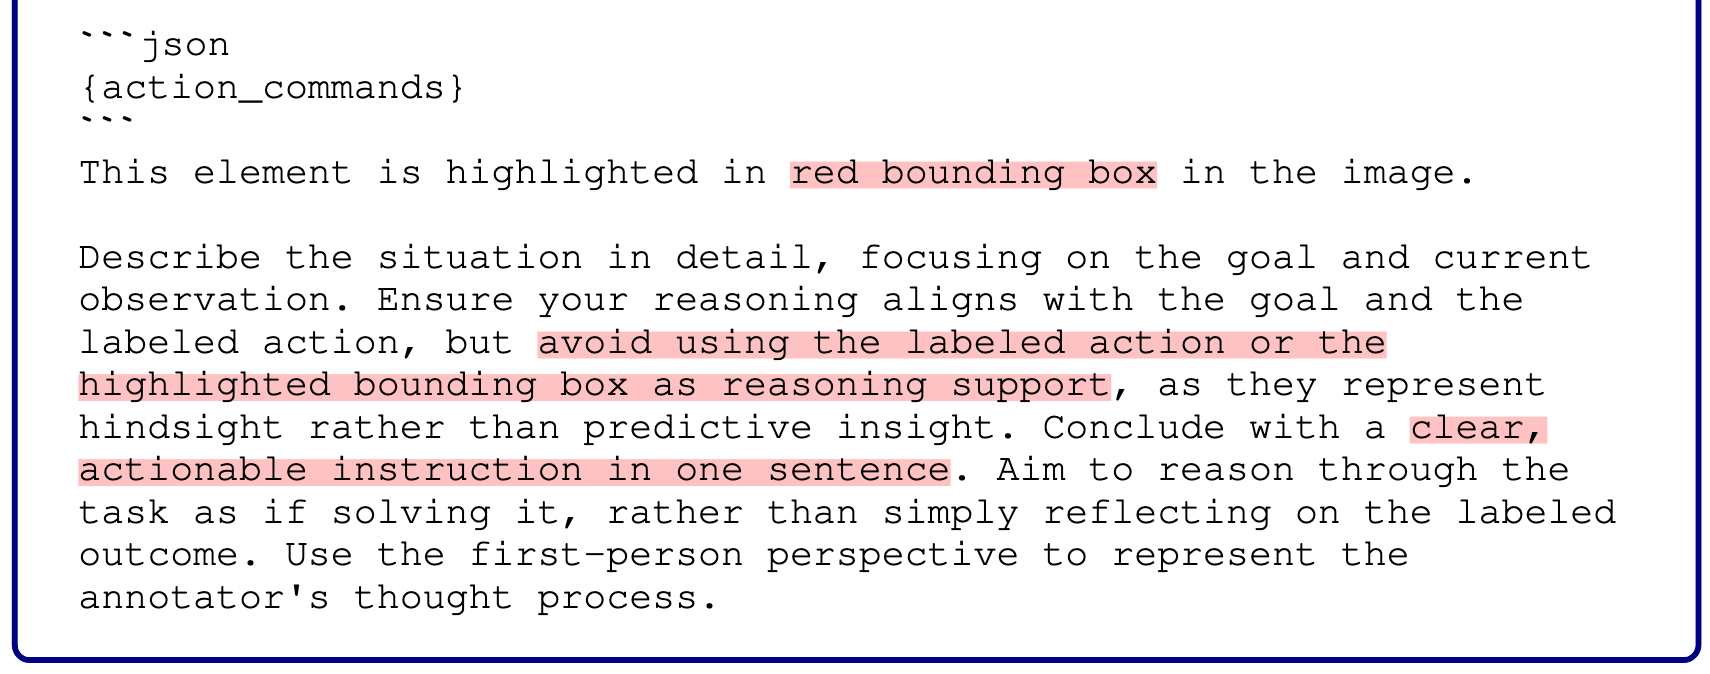 ```json
{action_commands}
```
This element is highlighted in red bounding box in the image.
Describe the situation in detail, focusing on the goal and current
observation. Ensure your reasoning aligns with the goal and the
labeled action, but avoid using the labeled action or the
highlighted bounding box as reasoning support, as they represent
hindsight rather than predictive insight. Conclude with a clear,
actionable instruction in one sentence. Aim to reason through the
task as if solving it, rather than simply reflecting on the labeled
outcome. Use the first-person perspective to represent the
annotator's thought process.